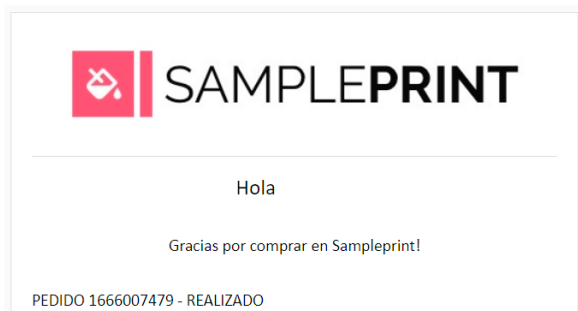 SAMPLEPRINT
Hola
Gracias por comprar en Sampleprint!
PEDIDO 1666007479 - REALIZADO